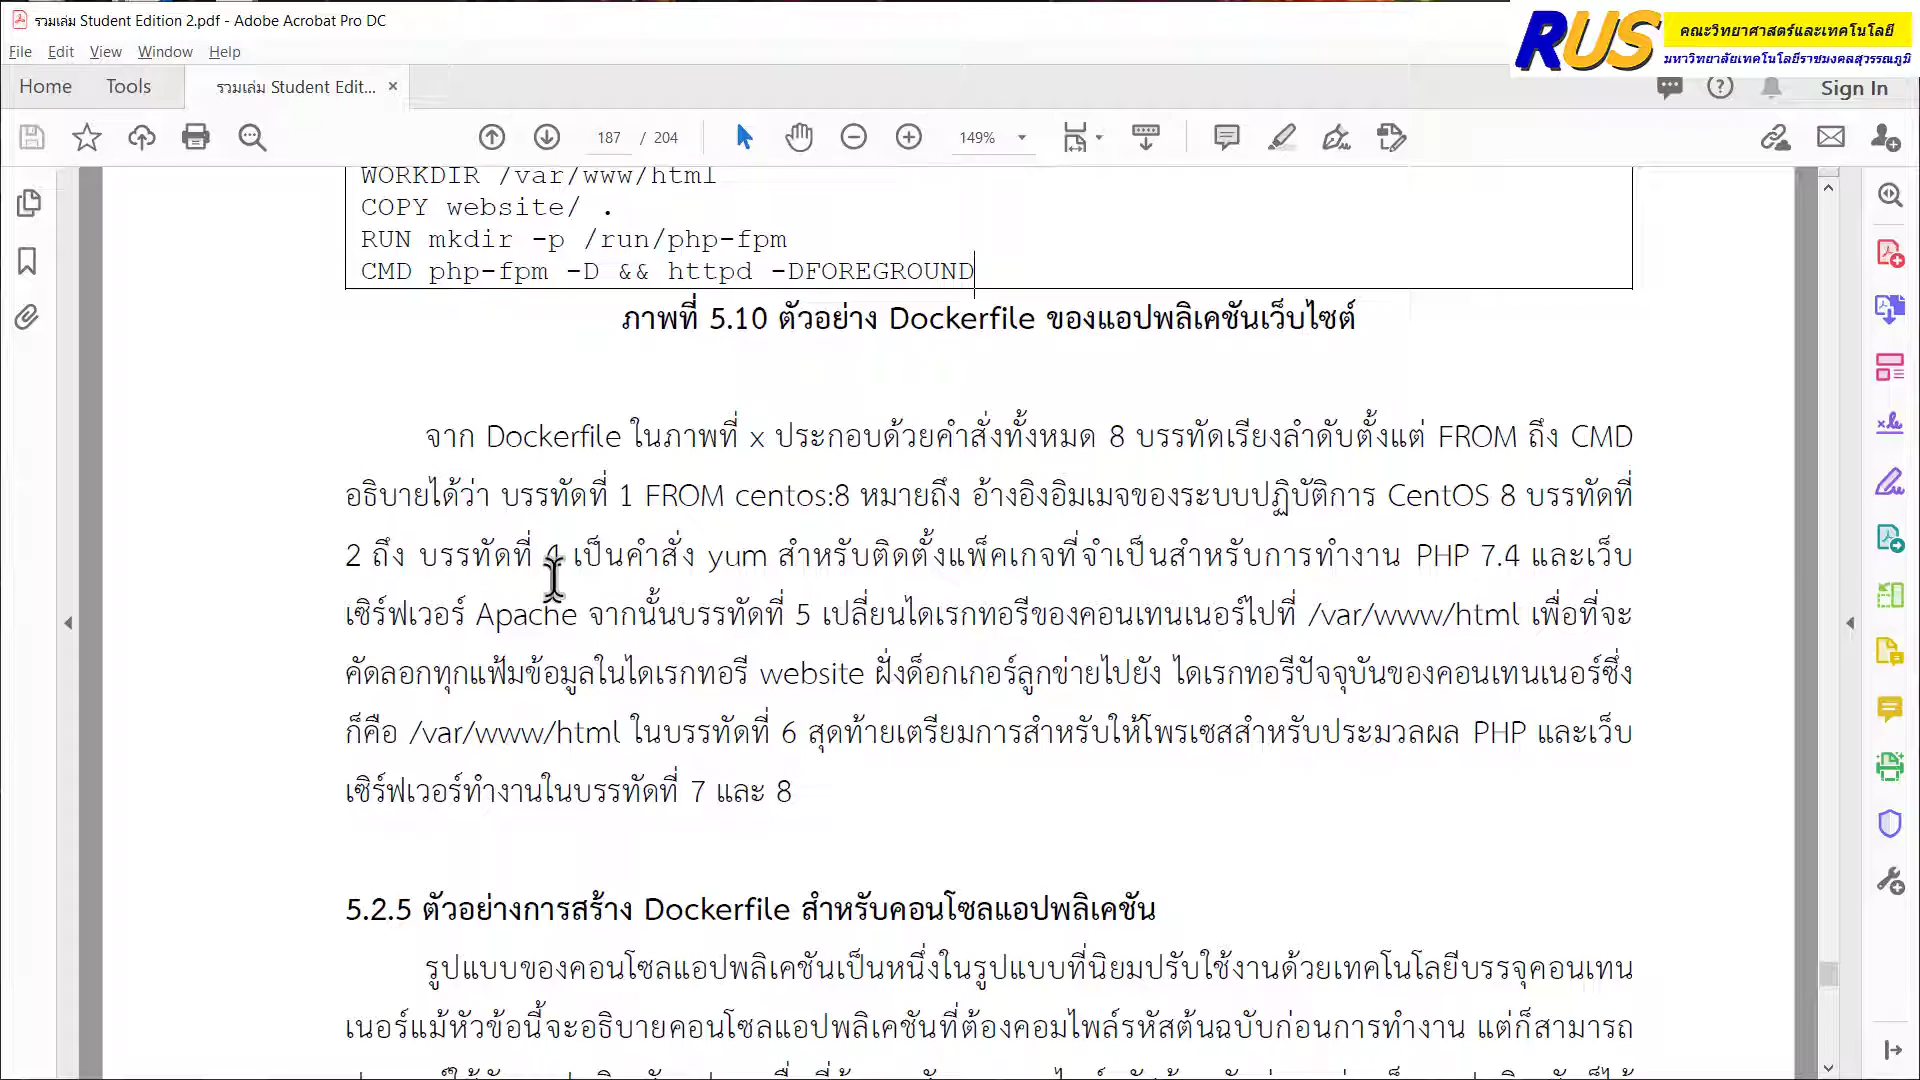 รวมเล่ม Student Edition 2.pdf - Adobe Acrobat Pro DC
RUS
คณะวิทยาศาสตร์และเทคโนโลยี
มหาวิทยาลัยเทคโนโลยีราชมงคลสุวรรณภูมิ
File Edit View Window Help
Home Tools รวมเล่ม Student Edit... × Sign In
187 / 204 149%
WORKDIR /var/www/html
COPY website/ .
RUN mkdir -p /run/php-fpm
CMD php-fpm -D && httpd -DFOREGROUND
ภาพที่ 5.10 ตัวอย่าง Dockerfile ของแอปพลิเคชันเว็บไซต์
จาก Dockerfile ในภาพที่ x ประกอบด้วยคำสั่งทั้งหมด 8 บรรทัดเรียงลำดับตั้งแต่ FROM ถึง CMD
อธิบายได้ว่า บรรทัดที่ 1 FROM centos:8 หมายถึง อ้างอิงอิมเมจของระบบปฏิบัติการ CentOS 8 บรรทัดที่
2 ถึง บรรทัดที่ 4 เป็นคำสั่ง yum สำหรับติดตั้งแพ็คเกจที่จำเป็นสำหรับการทำงาน PHP 7.4 และเว็บ
เซิร์ฟเวอร์ Apache จากนั้นบรรทัดที่ 5 เปลี่ยนไดเรกทอรีของคอนเทนเนอร์ไปที่ /var/www/html เพื่อที่จะ
คัดลอกทุกแฟ้มข้อมูลในไดเรกทอรี website ฝั่งด็อกเกอร์ลูกข่ายไปยัง ไดเรกทอรีปัจจุบันของคอนเทนเนอร์ซึ่ง
ก็คือ /var/www/html ในบรรทัดที่ 6 สุดท้ายเตรียมการสำหรับให้โพรเซสสำหรับประมวลผล PHP และเว็บ
เซิร์ฟเวอร์ทำงานในบรรทัดที่ 7 และ 8
5.2.5 ตัวอย่างการสร้าง Dockerfile สำหรับคอนโซลแอปพลิเคชัน
รูปแบบของคอนโซลแอปพลิเคชันเป็นหนึ่งในรูปแบบที่นิยมปรับใช้งานด้วยเทคโนโลยีบรรจุคอนเทน
เนอร์แม้หัวข้อนี้จะอธิบายคอนโซลแอปพลิเคชันที่ต้องคอมไพล์รหัสต้นฉบับก่อนการทำงาน แต่ก็สามารถ